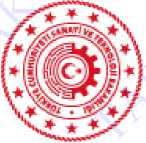 TÜRKİYE CUMHURİYETİ SANAYİ VE TEKNOLOJİ BAKANLIĞI